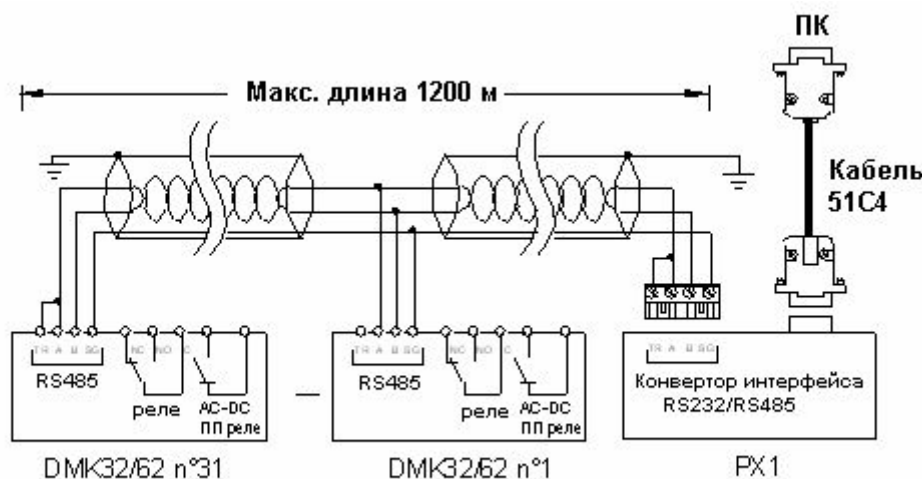 ПК
Макс. длина 1200 м
Кабель
51C4
TR A B SG
NC NO C
RS485
реле
AC-DC
ПП реле
TR A B SG
NC NO C
RS485
реле
AC-DC
ПП реле
TR A B SG
Конвертор интерфейса
RS232/RS485
DMK32/62 n°31
DMK32/62 n°1
PX1